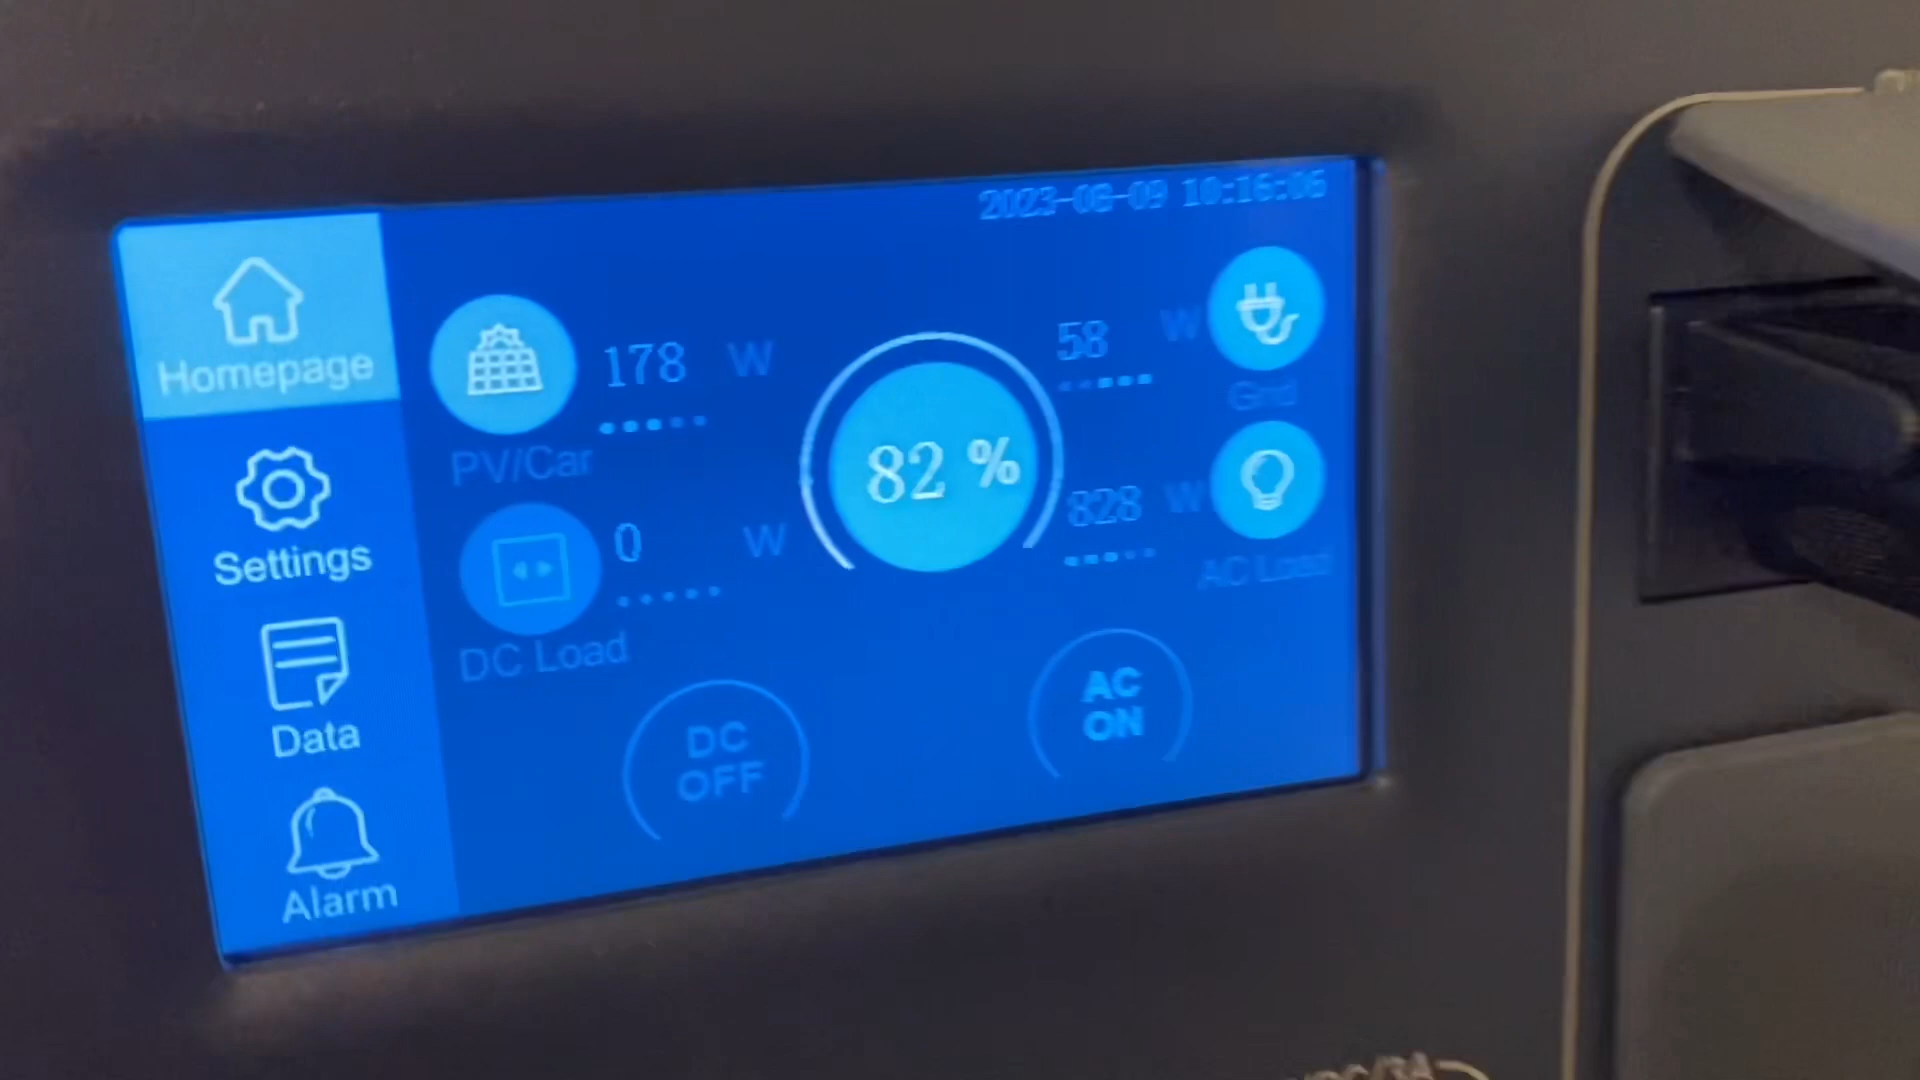 2023-08-09 10:16:06
Homepage
178 W
PV/Car
58 W
Grid
82 %
Settings
0 W
DC Load
828 W
AC Load
Data
DC
OFF
AC
ON
Alarm